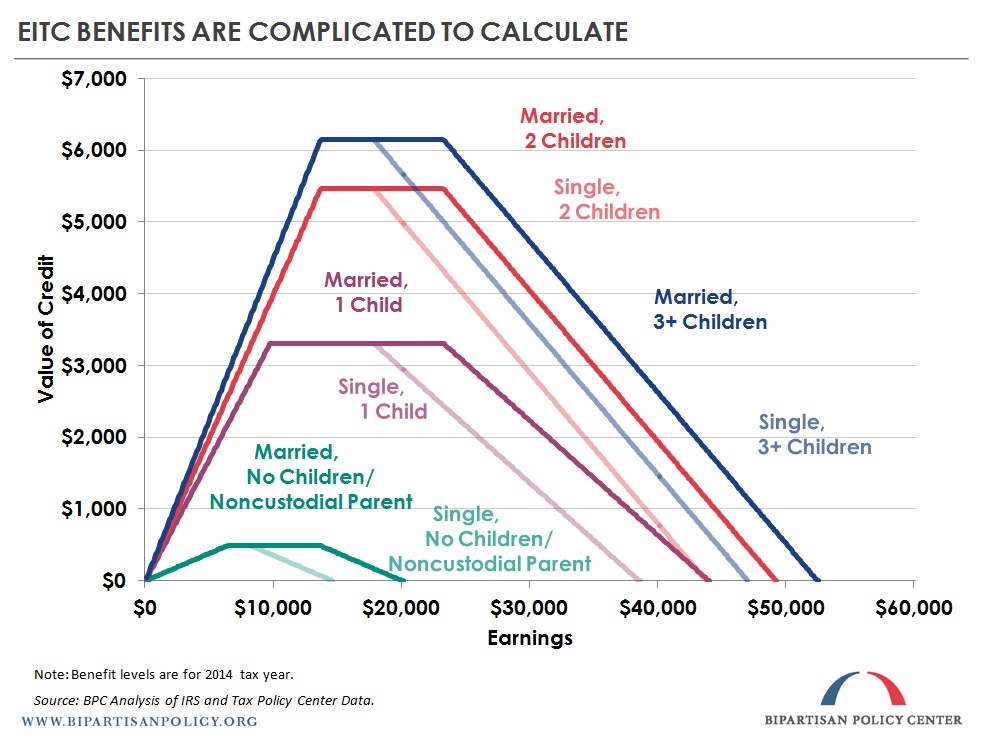 EITC BENEFITS ARE COMPLICATED TO CALCULATE
$7,000
$6,000
$5,000
$4,000
$3,000
$2,000
$1,000
$0
Value of Credit
Married,
2 Children
Single,
2 Children
Married,
1 Child
Married,
3+ Children
Single,
1 Child
Single,
3+ Children
Married,
No Children/
Noncustodial Parent
Single,
No Children/
Noncustodial Parent
$0
$10,000
$20,000
$30,000
$40,000
$50,000
$60,000
Earnings
Note: Benefit levels are for 2014 tax year.
Source: BPC Analysis of IRS and Tax Policy Center Data.
WWW.BIPARTISANPOLICY.ORG
BIPARTISAN POLICY CENTER